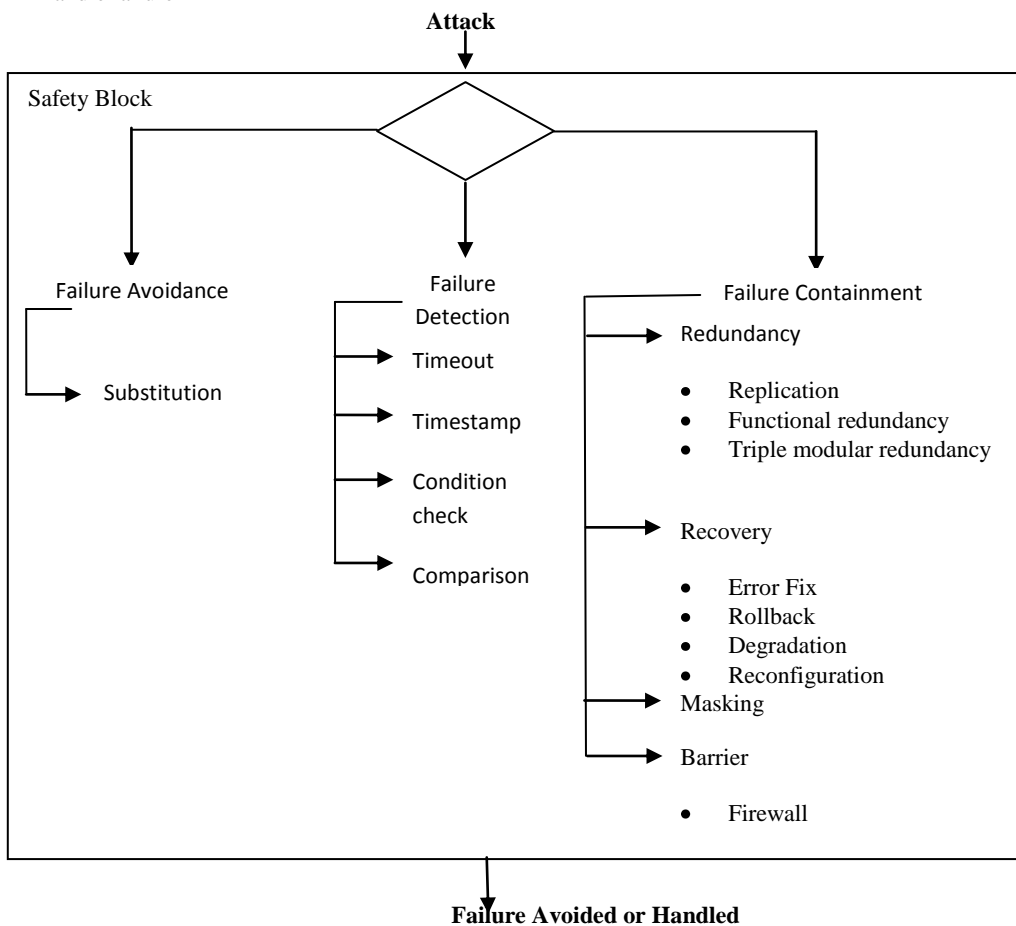 Attack
Safety Block
Failure Avoidance
Substitution
Failure
Detection
Timeout
Timestamp
Condition
check
Comparison
Failure Containment
Redundancy
• Replication
• Functional redundancy
• Triple modular redundancy
Recovery
• Error Fix
• Rollback
• Degradation
• Reconfiguration
Masking
Barrier
• Firewall
Failure Avoided or Handled